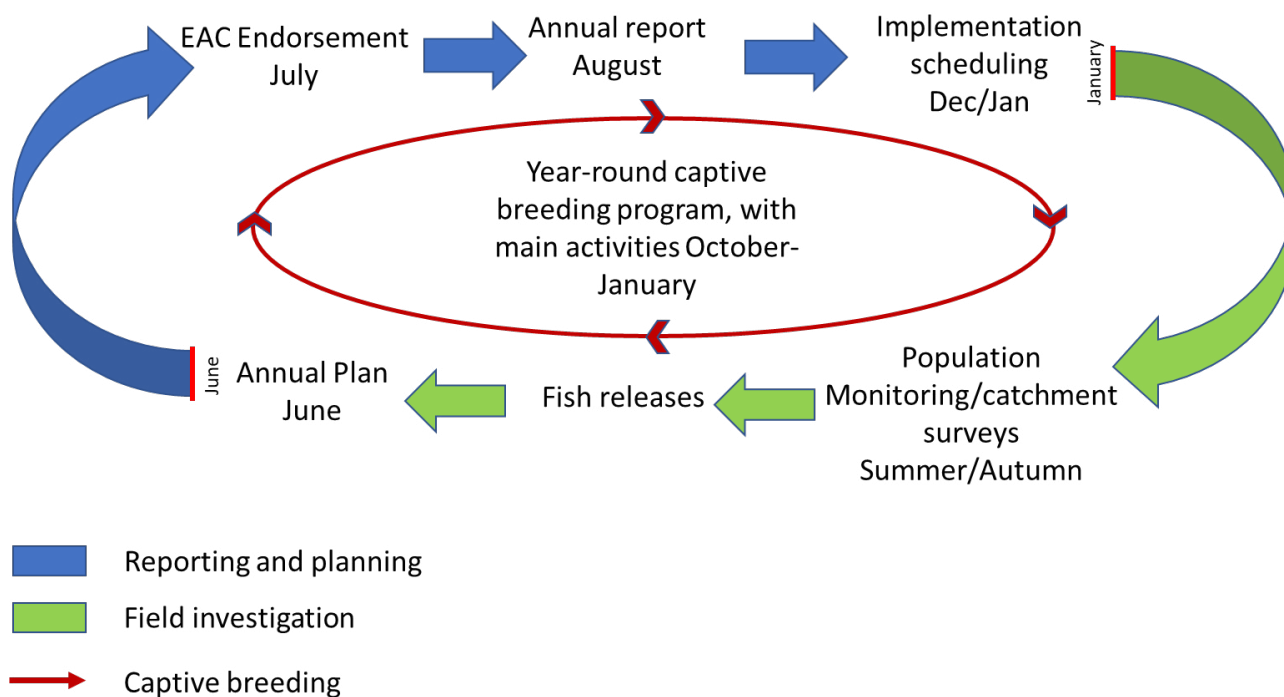 EAC Endorsement
July
Annual report
August
Implementation
scheduling
Dec/Jan
January
Year-round captive
breeding program, with
main activities October-
January
Population
Monitoring/catchment
surveys
Summer/Autumn
Fish releases
Annual Plan
June
June
Reporting and planning
Field investigation
Captive breeding